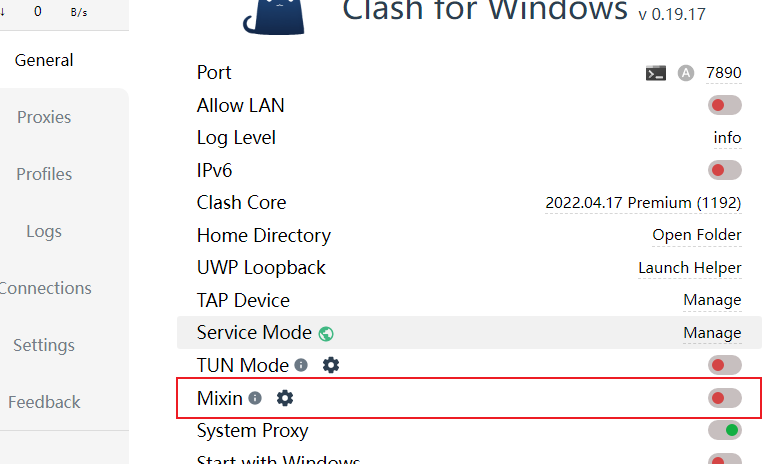 ↓ 0 B/s
Clash for Windows v 0.19.17
General
Proxies
Profiles
Logs
Connections
Settings
Feedback
Port A 7890
Allow LAN
Log Level info
IPv6
Clash Core 2022.04.17 Premium (1192)
Home Directory Open Folder
UWP Loopback Launch Helper
TAP Device Manage
Service Mode Manage
TUN Mode
Mixin
System Proxy
Start with Windows